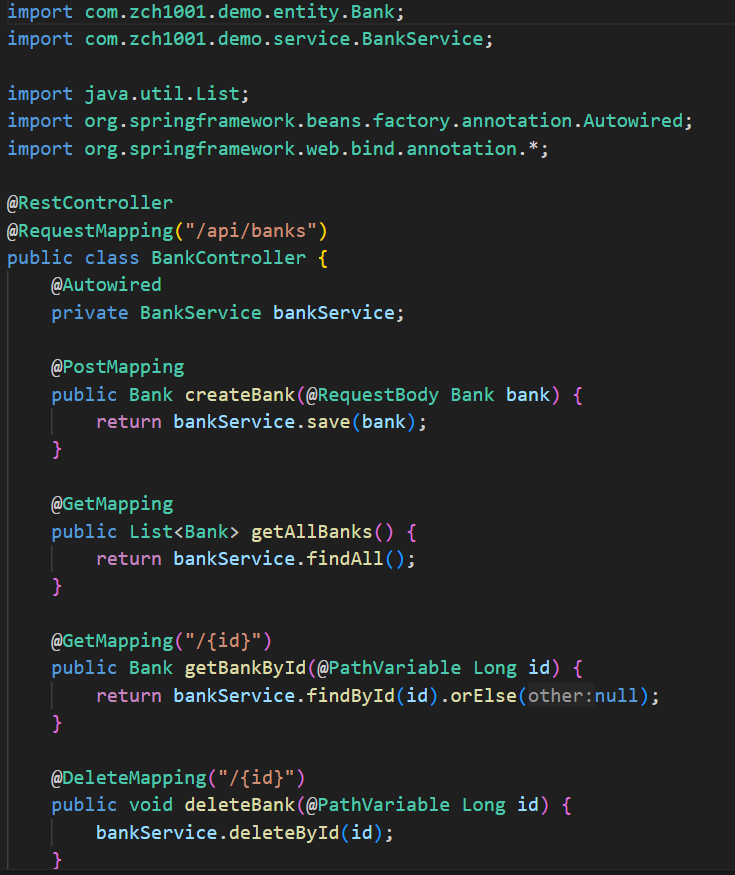 import com.zch1001.demo.entity.Bank;
import com.zch1001.demo.service.BankService;
import java.util.List;
import org.springframework.beans.factory.annotation.Autowired;
import org.springframework.web.bind.annotation.*;
@RestController
@RequestMapping("/api/banks")
public class BankController {
@Autowired
private BankService bankService;
@PostMapping
public Bank createBank(@RequestBody Bank bank) {
return bankService.save(bank);
}
@GetMapping
public List<Bank> getAllBanks() {
return bankService.findAll();
}
@GetMapping("/{id}")
public Bank getBankById(@PathVariable Long id) {
return bankService.findById(id).orElse(other:null);
}
@DeleteMapping("/{id}")
public void deleteBank(@PathVariable Long id) {
bankService.deleteById(id);
}